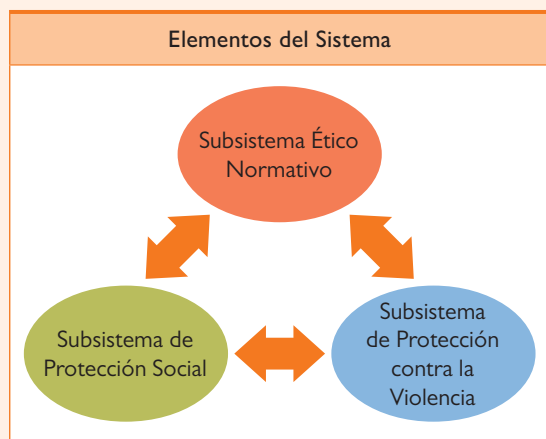 Elementos del Sistema
Subsistema Ético
Normativo
Subsistema de
Protección Social
Subsistema
de Protección
contra la
Violencia